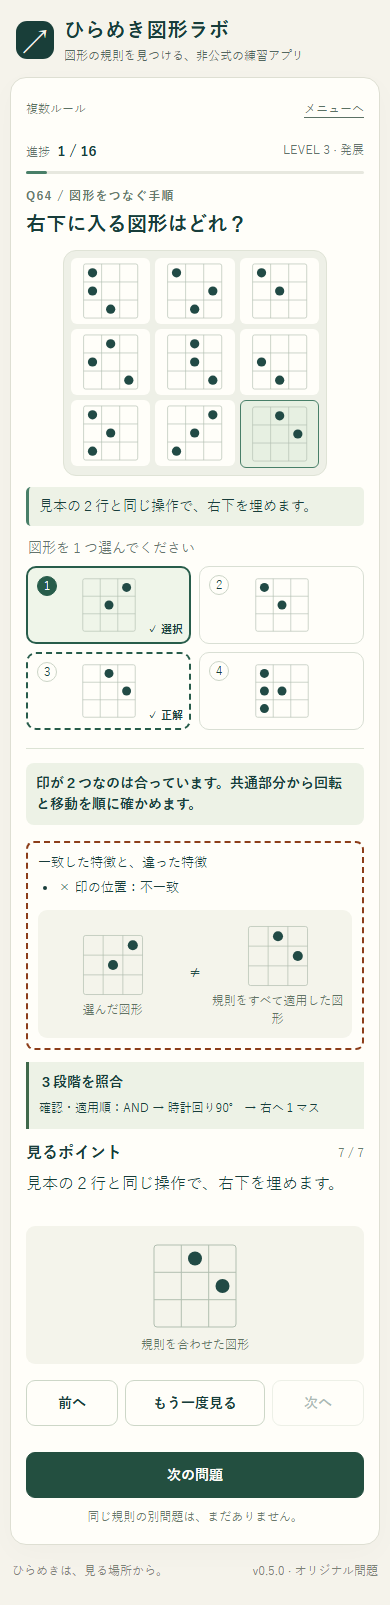 ひらめき図形ラボ
図形の規則を見つける、非公式の練習アプリ
複数ルール
メニューへ
進捗 1 / 16
LEVEL 3 · 発展
Q64 / 図形をつなぐ手順
右下に入る図形はどれ？
見本の２行と同じ操作で、右下を埋めます。
図形を１つ選んでください
1
✓ 選択
2
3
✓ 正解
4
印が２つなのは合っています。共通部分から回転
と移動を順に確かめます。
一致した特徴と、違った特徴
• × 印の位置：不一致
≠
選んだ図形
規則をすべて適用した図
形
３段階を照合
確認・適用順：AND → 時計回り90° → 右へ１マス
見るポイント
7 / 7
見本の２行と同じ操作で、右下を埋めます。
規則を合わせた図形
前へ
もう一度見る
次へ
次の問題
同じ規則の別問題は、まだありません。
ひらめきは、見る場所から。
v0.5.0 · オリジナル問題